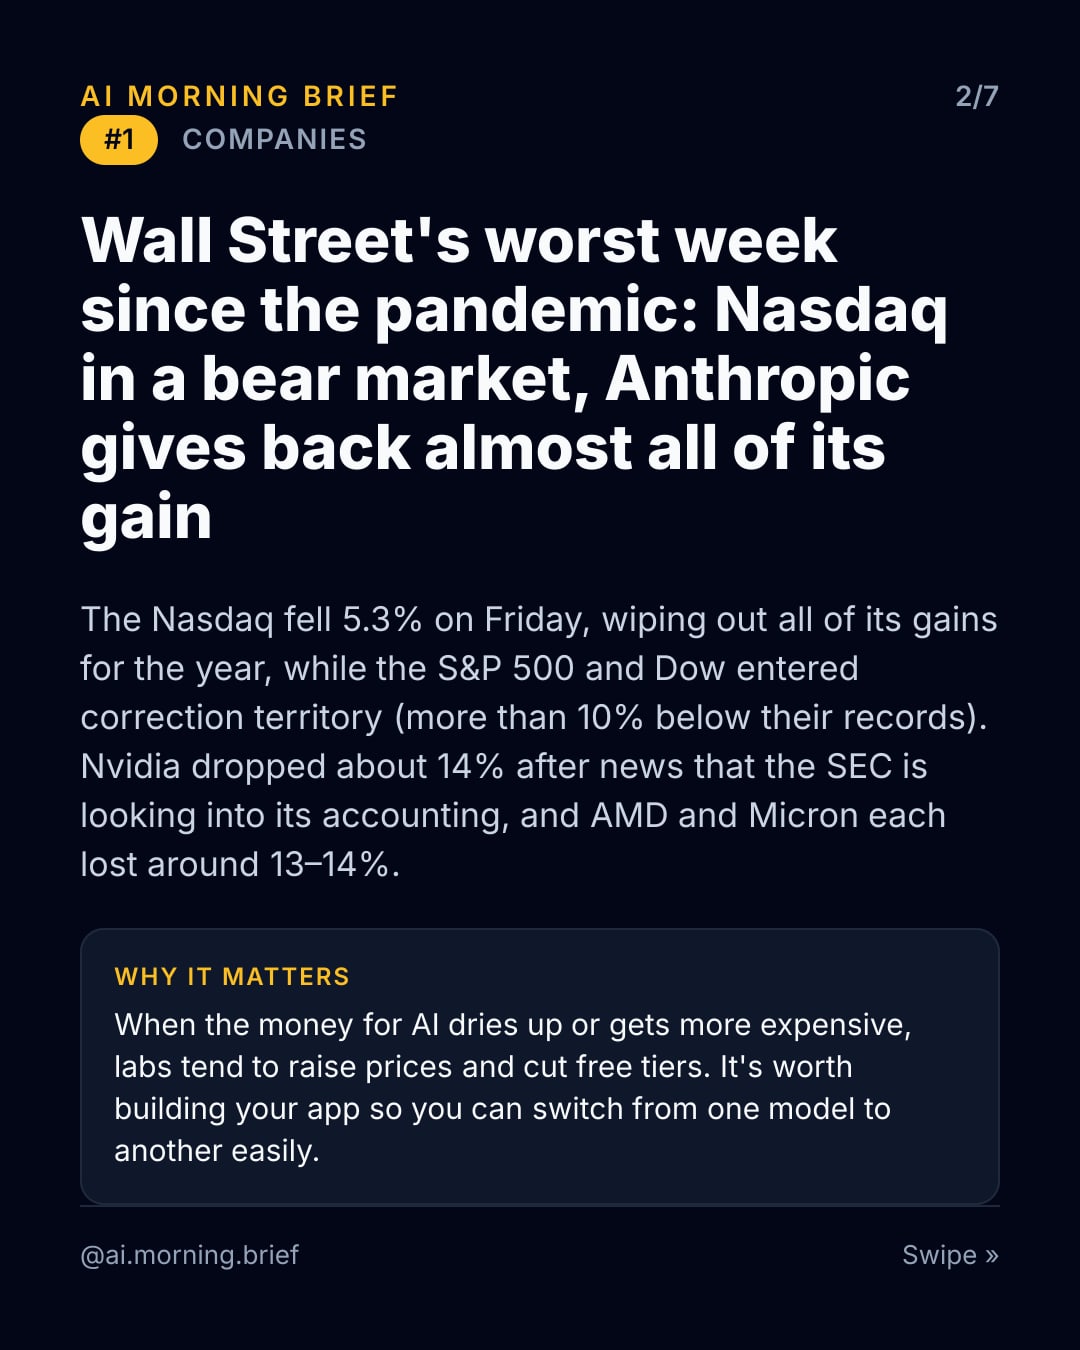 AI MORNING BRIEF
2/7
#1 COMPANIES
Wall Street's worst week
since the pandemic: Nasdaq
in a bear market, Anthropic
gives back almost all of its
gain
The Nasdaq fell 5.3% on Friday, wiping out all of its gains
for the year, while the S&P 500 and Dow entered
correction territory (more than 10% below their records).
Nvidia dropped about 14% after news that the SEC is
looking into its accounting, and AMD and Micron each
lost around 13–14%.
WHY IT MATTERS
When the money for AI dries up or gets more expensive,
labs tend to raise prices and cut free tiers. It's worth
building your app so you can switch from one model to
another easily.
@ai.morning.brief
Swipe »